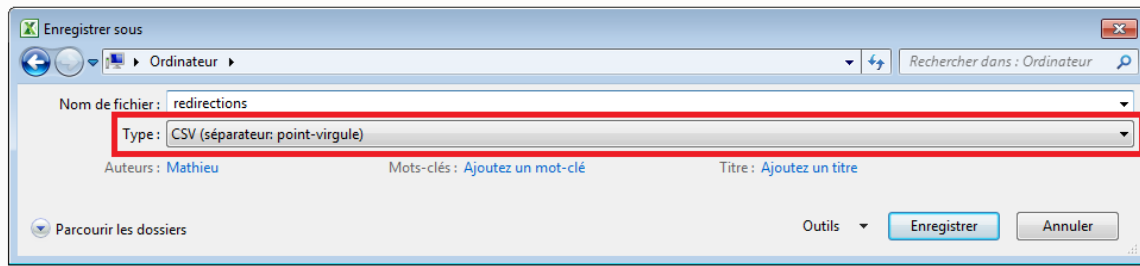 Enregistrer sous
Ordinateur
Rechercher dans : Ordinateur
Nom de fichier : redirections
Type : CSV (séparateur: point-virgule)
Auteurs : Mathieu Mots-clés : Ajoutez un mot-clé Titre : Ajoutez un titre
Parcourir les dossiers Outils Enregistrer Annuler